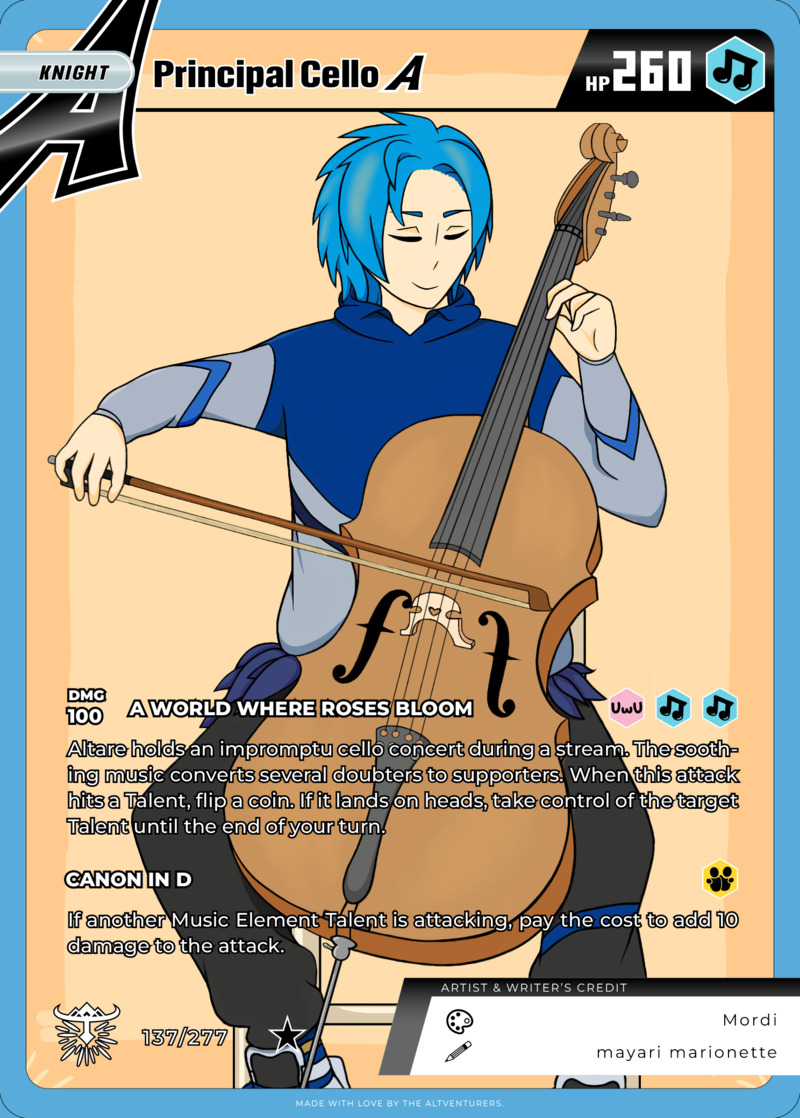 KNIGHT
Principal Cello A
HP 260
DMG
100
A WORLD WHERE ROSES BLOOM
UwU
Altare holds an impromptu cello concert during a stream. The sooth-
ing music converts several doubters to supporters. When this attack
hits a Talent, flip a coin. If it lands on heads, take control of the target
Talent until the end of your turn.
CANON IN D
If another Music Element Talent is attacking, pay the cost to add 10
damage to the attack.
ARTIST & WRITER'S CREDIT
137/277
Mordi
mayari marionette
MADE WITH LOVE BY THE ALTVENTURERS.